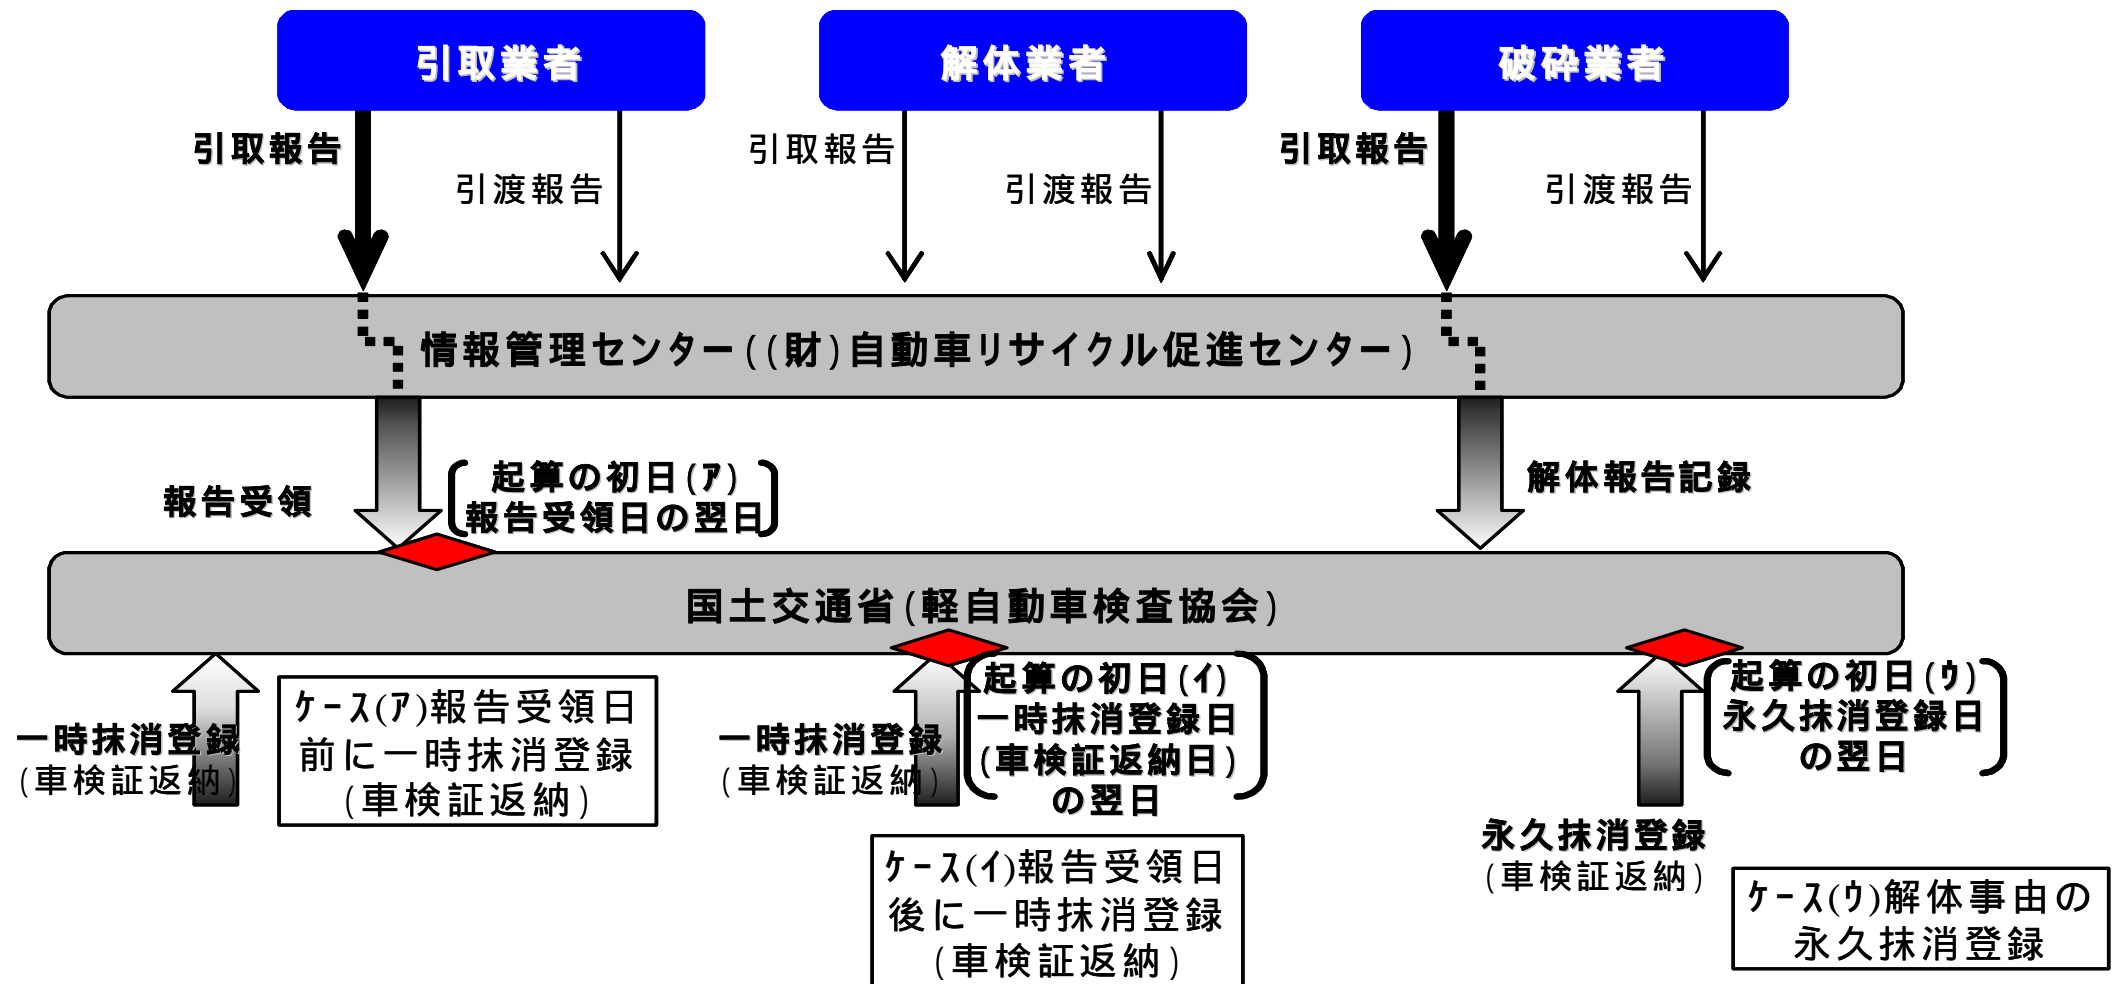 引取業者
解体業者
破砕業者
引取報告
引渡報告
引取報告
引渡報告
引取報告
引渡報告
情報管理センター((財)自動車リサイクル促進センター)
報告受領
起算の初日(ｱ)
報告受領日の翌日
解体報告記録
国土交通省(軽自動車検査協会)
一時抹消登録
(車検証返納)
ｹｰｽ(ｱ)報告受領日
前に一時抹消登録
(車検証返納)
一時抹消登録
(車検証返納)
起算の初日(ｲ)
一時抹消登録日
(車検証返納日)
の翌日
ｹｰｽ(ｲ)報告受領日
後に一時抹消登録
(車検証返納)
起算の初日(ｳ)
永久抹消登録日
の翌日
永久抹消登録
(車検証返納)
ｹｰｽ(ｳ)解体事由の
永久抹消登録